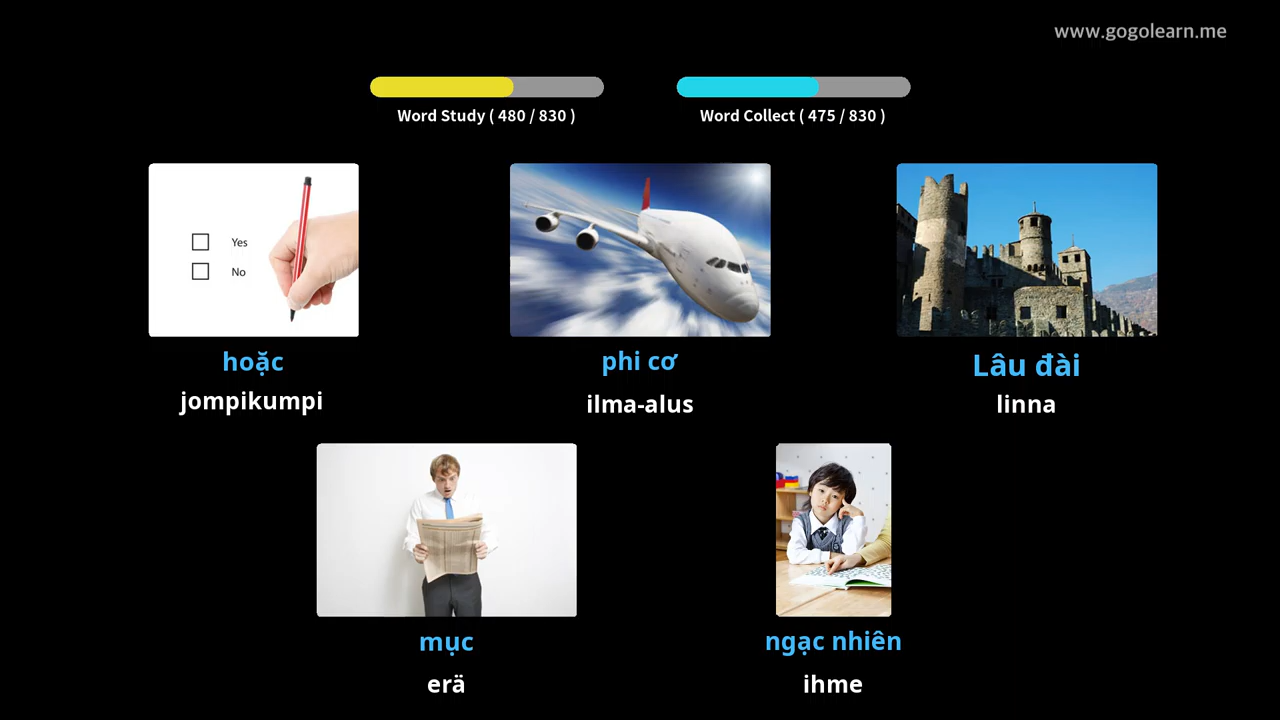 www.gogolearn.me
Word Study ( 480 / 830 )
Word Collect ( 475 / 830 )
Yes
No
hoặc
jompikumpi
phi cơ
ilma-alus
Lâu đài
linna
mục
erä
ngạc nhiên
ihme